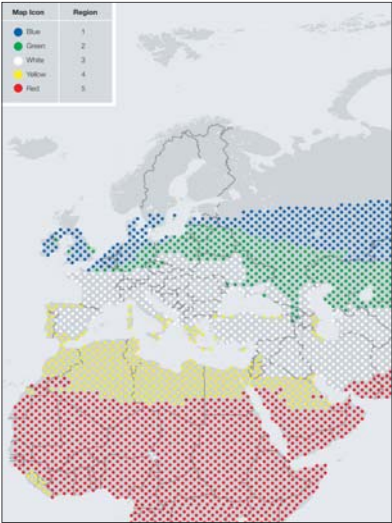 Map Icon Region
Blue 1
Green 2
White 3
Yellow 4
Red 5